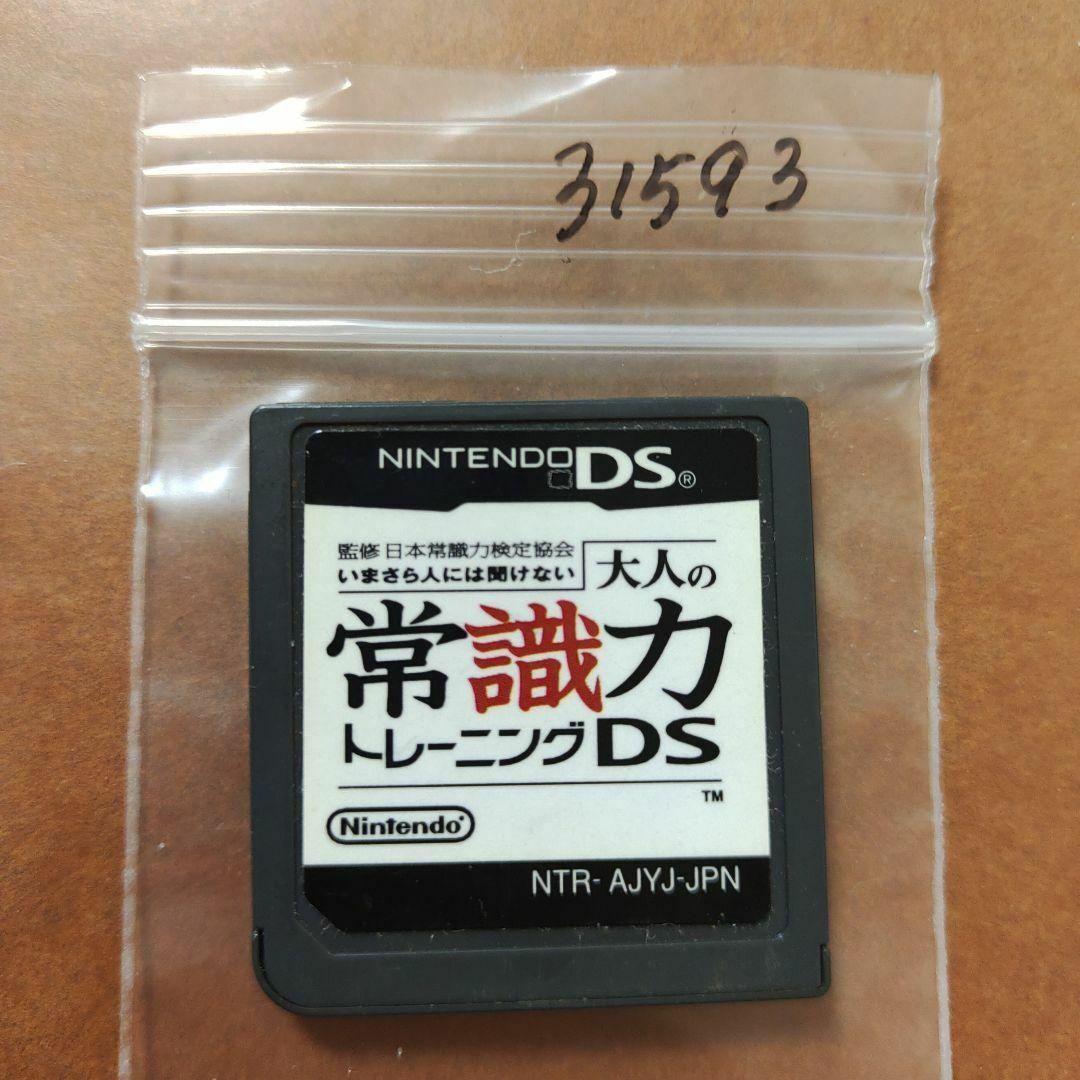 31593
NINTENDO DS®
監修 日本常識力検定協会
いまさら人には聞けない
大人の
常識力
トレーニングDS
TM
Nintendo®
NTR- AJYJ-JPN